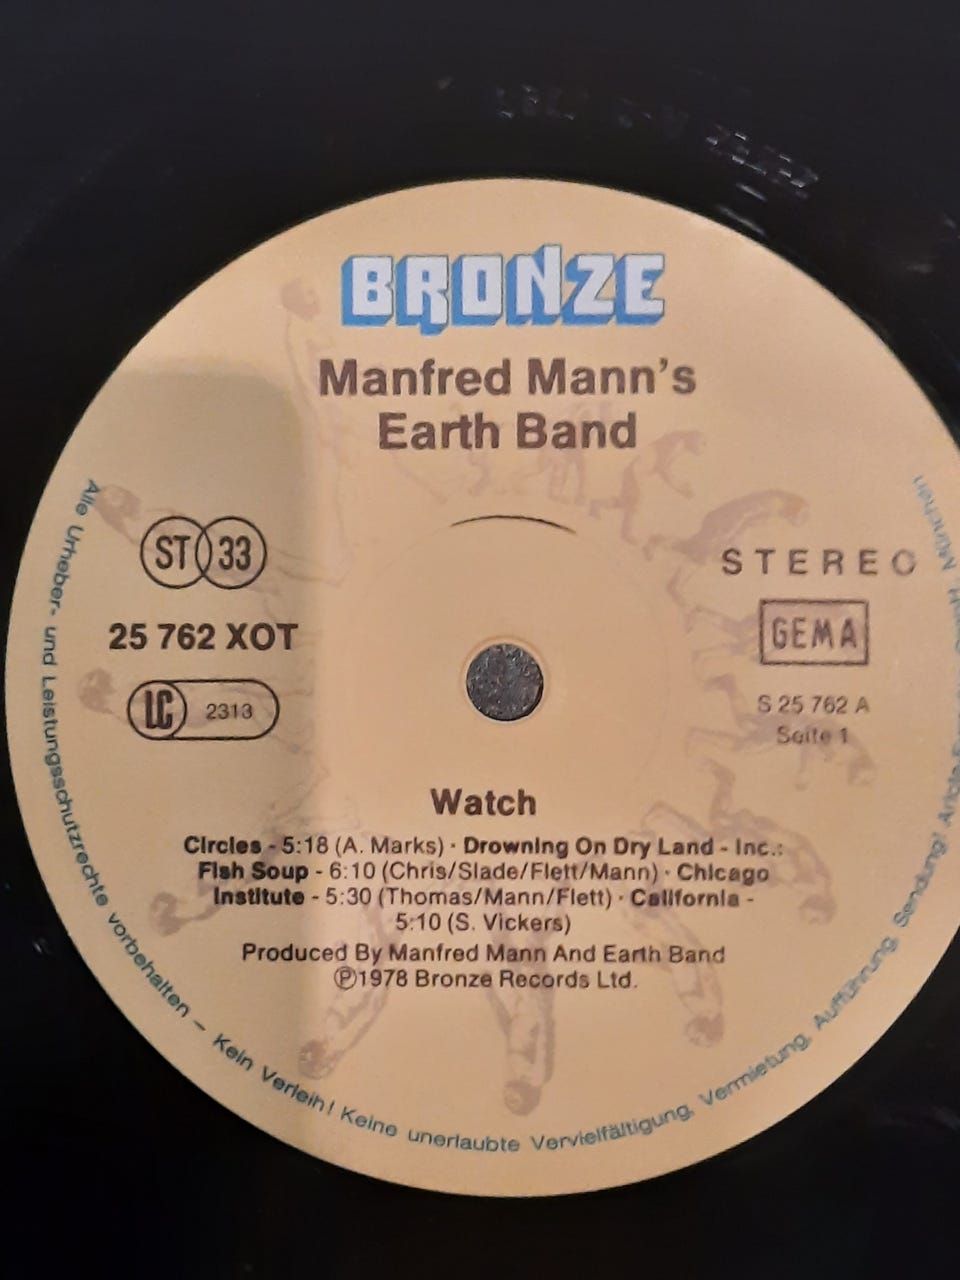 BRONZE
Manfred Mann's
Earth Band
ST 33
25 762 XOT
LC 2313
STEREO
GEMA
S 25 762 A
Seite 1
Watch
Circles - 5:18 (A. Marks) · Drowning On Dry Land - Inc.:
Fish Soup - 6:10 (Chris/Slade/Flett/Mann) · Chicago
Institute - 5:30 (Thomas/Mann/Flett) · California -
5:10 (S. Vickers)
Produced By Manfred Mann And Earth Band
℗1978 Bronze Records Ltd.
Alle Urheber- und Leistungsschutzrechte vorbehalten – Kein Verleih! Keine unerlaubte Vervielfältigung, Vermietung, Aufführung, Sendung! München